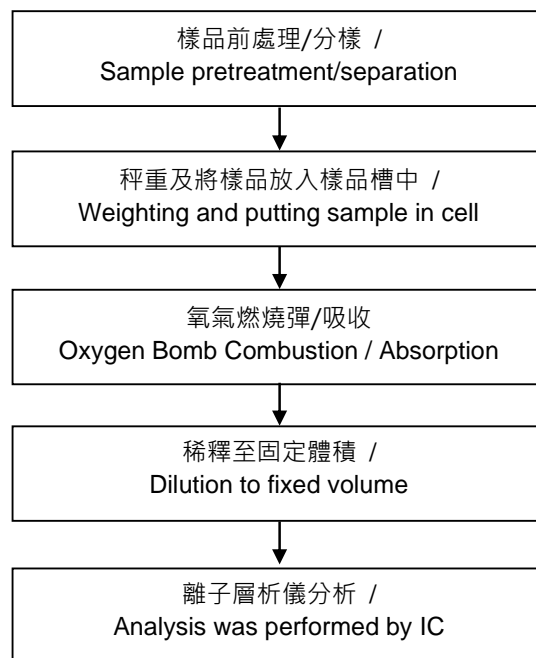 樣品前處理/分樣 /
Sample pretreatment/separation
秤重及將樣品放入樣品槽中 /
Weighting and putting sample in cell
氧氣燃燒彈/吸收
Oxygen Bomb Combustion / Absorption
稀釋至固定體積 /
Dilution to fixed volume
離子層析儀分析 /
Analysis was performed by IC